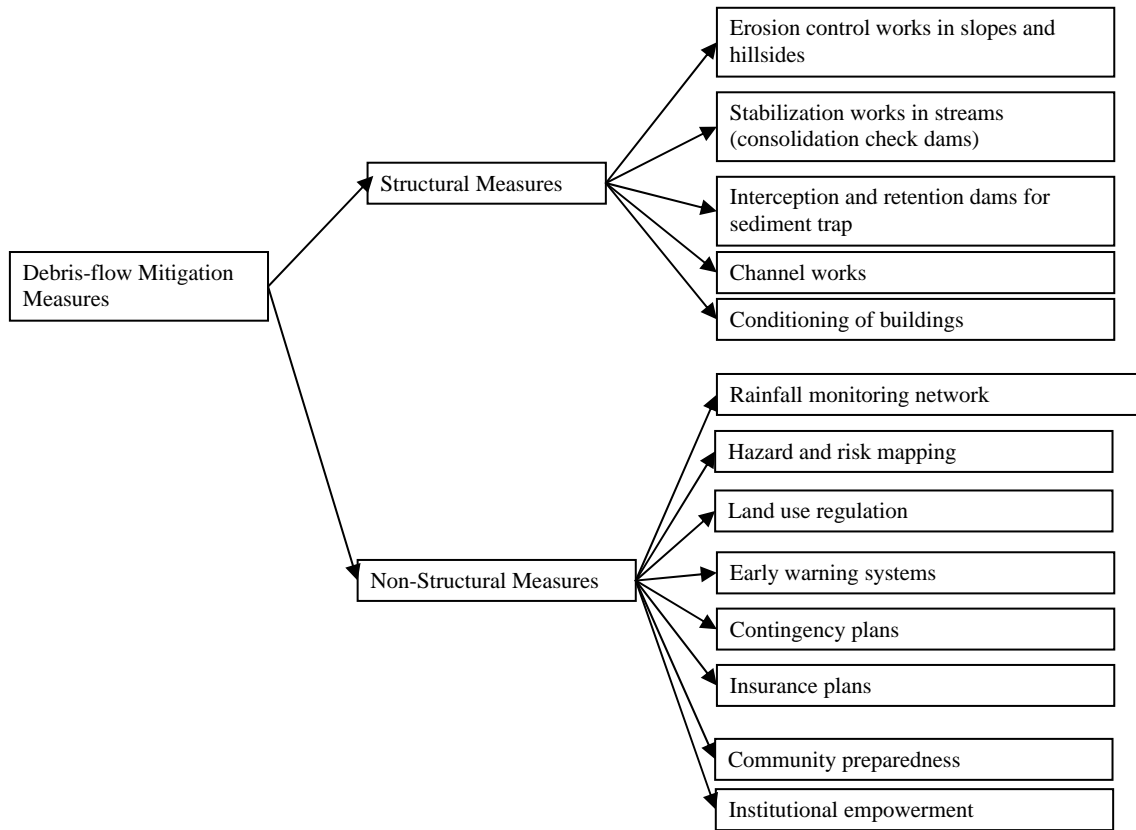 Erosion control works in slopes and
hillsides
Stabilization works in streams
(consolidation check dams)
Structural Measures
Interception and retention dams for
sediment trap
Debris-flow Mitigation
Measures
Channel works
Conditioning of buildings
Rainfall monitoring network
Hazard and risk mapping
Land use regulation
Non-Structural Measures
Early warning systems
Contingency plans
Insurance plans
Community preparedness
Institutional empowerment